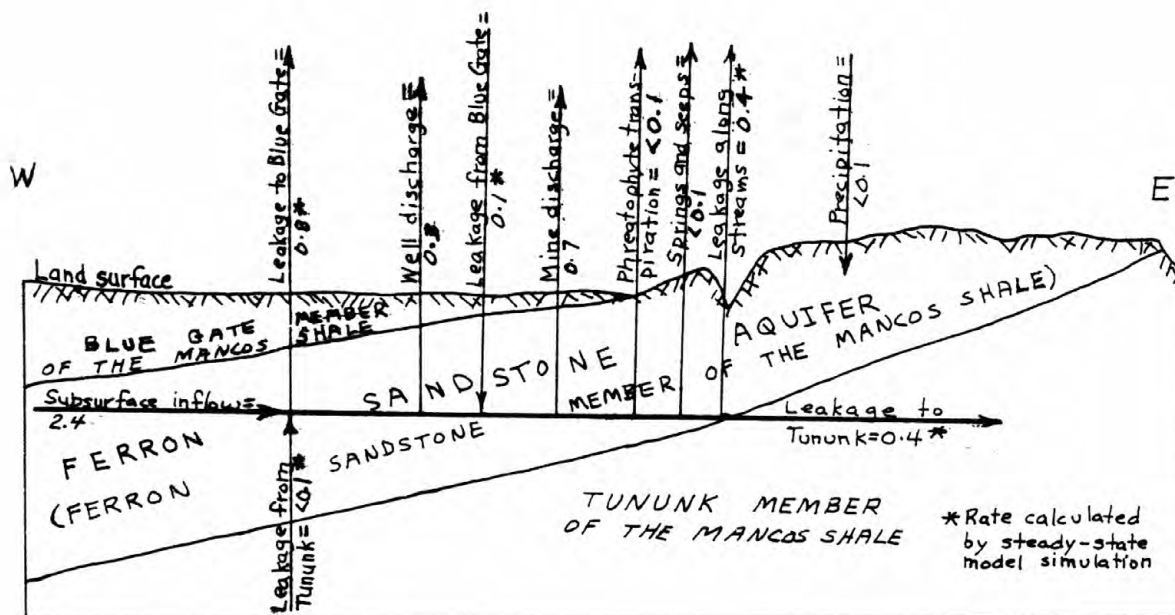 W
E
Leakage to Blue Gate=
0.8*
Well discharge =
Leakage from Blue Gate=
0.1*
Mine discharge=
0.7
Phreatophyte trans-
piration= <0.1
Springs and seeps=
<0.1
Leakage along
streams = 0.4*
Precipitation=
<0.1
Land surface
BLUE GATE MEMBER
OF THE MANCOS SHALE
Subsurface inflow=
2.4
FERRON SANDSTONE AQUIFER
(FERRON SANDSTONE MEMBER OF THE MANCOS SHALE)
Leakage to
Tununk=0.4*
Leakage from
Tununk= <0.1*
TUNUNK MEMBER
OF THE MANCOS SHALE
*Rate calculated
by steady-state
model simulation